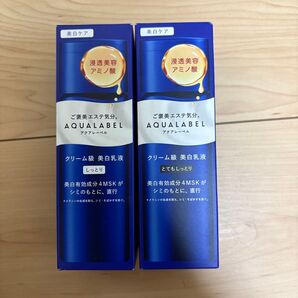 美白ケア
浸透美容
アミノ酸
ご褒美エステ気分。
AQUALABEL
アクアレーベル
クリーム級 美白乳液
しっとり
美白有効成分4MSKが
シミのもとに、直行
美白ケア
浸透美容
アミノ酸
ご褒美エステ気分。
AQUALABEL
アクアレーベル
クリーム級 美白乳液
とてもしっとり
美白有効成分4MSKが
シミのもとに、直行